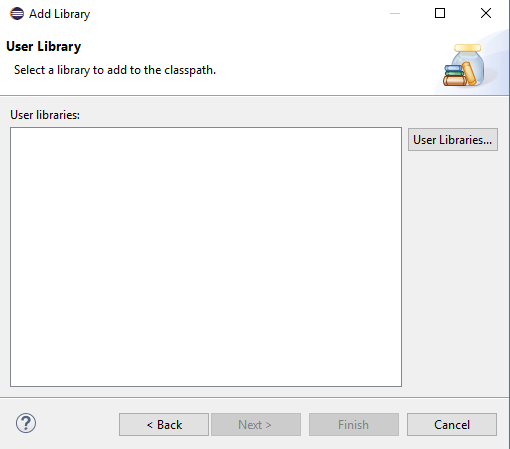 Add Library
User Library
Select a library to add to the classpath.
User libraries:
User Libraries...
?
< Back
Next >
Finish
Cancel